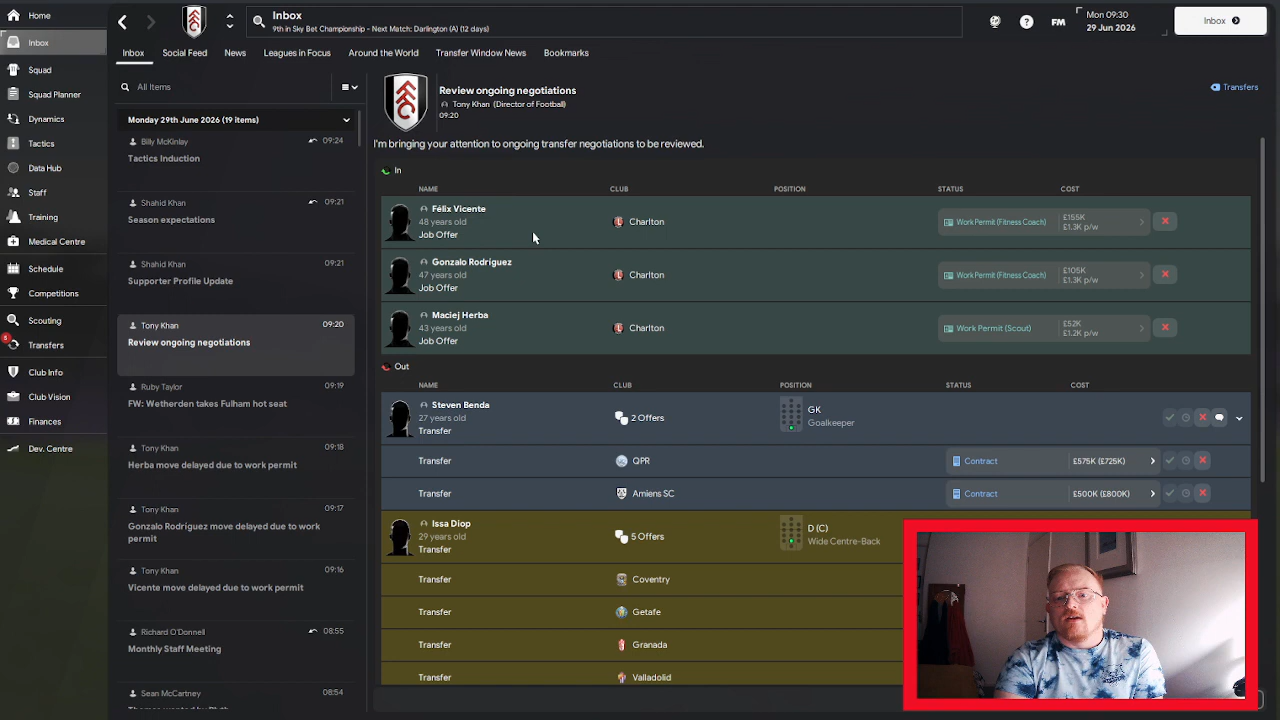 Home
Inbox
Squad
Squad Planner
Dynamics
Tactics
Data Hub
Staff
Training
Medical Centre
Schedule
Competitions
Scouting
5
Transfers
Club Info
Club Vision
Finances
Dev. Centre
Inbox
9th in Sky Bet Championship - Next Match: Darlington (A) (12 days)
FM
Mon 09:30
29 Jun 2026
Inbox
Inbox
Social Feed
News
Leagues in Focus
Around the World
Transfer Window News
Bookmarks
All Items
Monday 29th June 2026 (19 items)
Billy McKinlay 09:24
Tactics Induction
Shahid Khan 09:21
Season expectations
Shahid Khan 09:21
Supporter Profile Update
Tony Khan 09:20
Review ongoing negotiations
Ruby Taylor 09:19
FW: Wetherden takes Fulham hot seat
Tony Khan 09:18
Herba move delayed due to work permit
Tony Khan 09:17
Gonzalo Rodríguez move delayed due to work
permit
Tony Khan 09:16
Vicente move delayed due to work permit
Richard O'Donnell 08:55
Monthly Staff Meeting
Sean McCartney 08:54
Review ongoing negotiations
Tony Khan (Director of Football)
09:20
Transfers
I'm bringing your attention to ongoing transfer negotiations to be reviewed.
In
NAME CLUB POSITION STATUS COST
Félix Vicente
48 years old
Job Offer
Charlton
Work Permit (Fitness Coach)
£155K
£1.3K p/w
Gonzalo Rodríguez
47 years old
Job Offer
Charlton
Work Permit (Fitness Coach)
£105K
£1.3K p/w
Maciej Herba
43 years old
Job Offer
Charlton
Work Permit (Scout)
£52K
£1.2K p/w
Out
NAME CLUB POSITION STATUS COST
Steven Benda
27 years old
Transfer
2 Offers
GK
Goalkeeper
Transfer QPR Contract £575K (£725K)
Transfer Amiens SC Contract £500K (£800K)
Issa Diop
29 years old
Transfer
5 Offers
D (C)
Wide Centre-Back
Transfer Coventry
Transfer Getafe
Transfer Granada
Transfer Valladolid